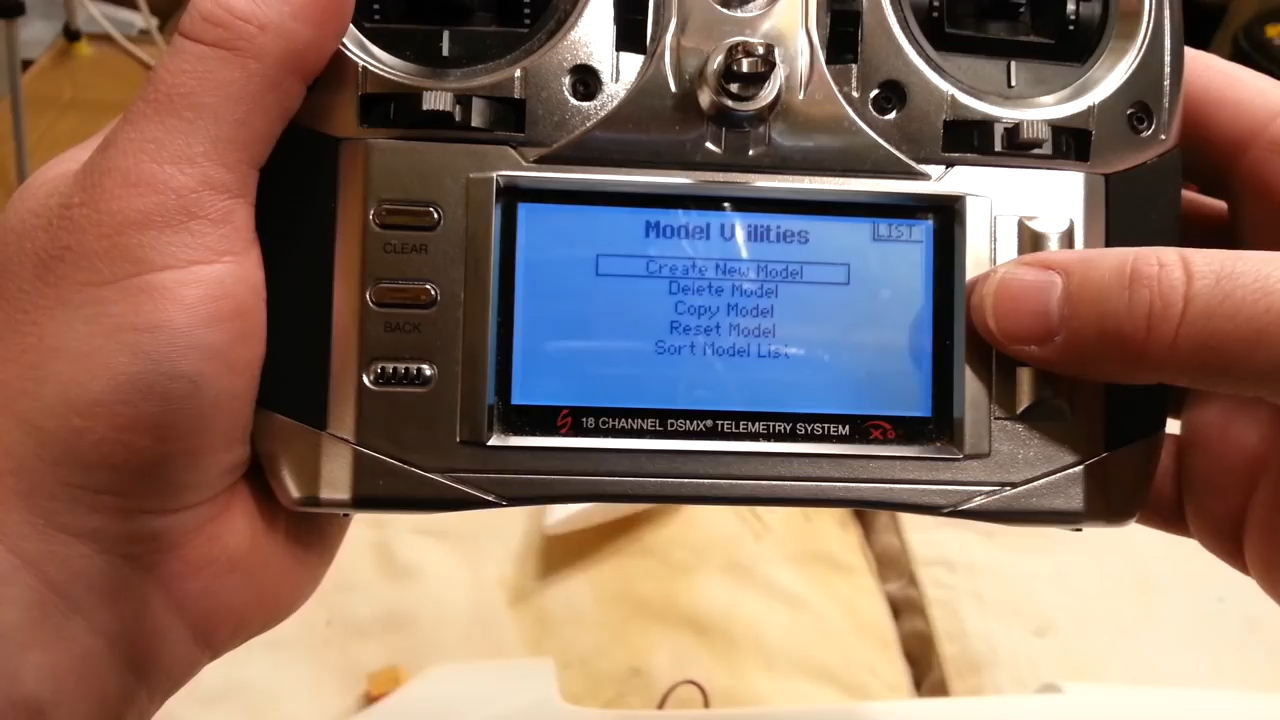 Model Utilities
LIST
Create New Model
Delete Model
Copy Model
Reset Model
Sort Model List
CLEAR
BACK
18 CHANNEL DSMX® TELEMETRY SYSTEM